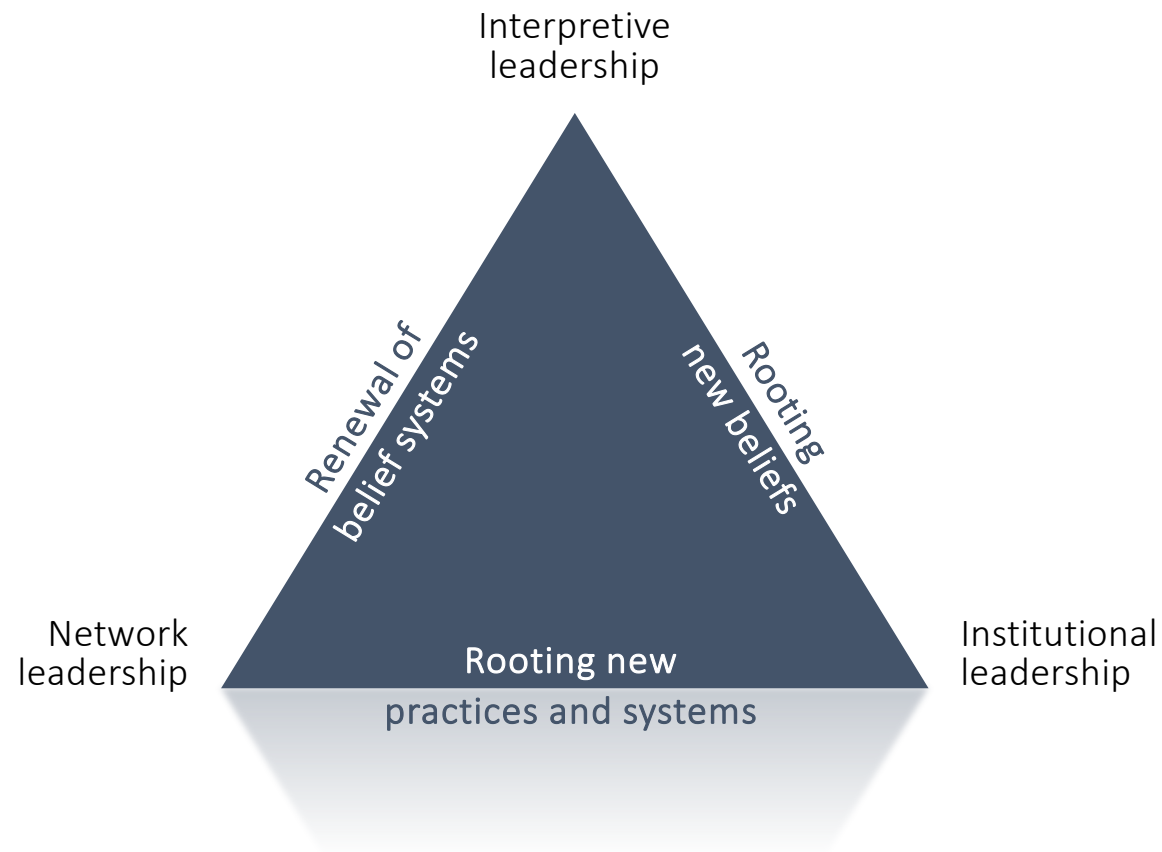 Interpretive
leadership
Renewal of
belief systems
Rooting
new beliefs
Network
leadership
Institutional
leadership
Rooting new
practices and systems